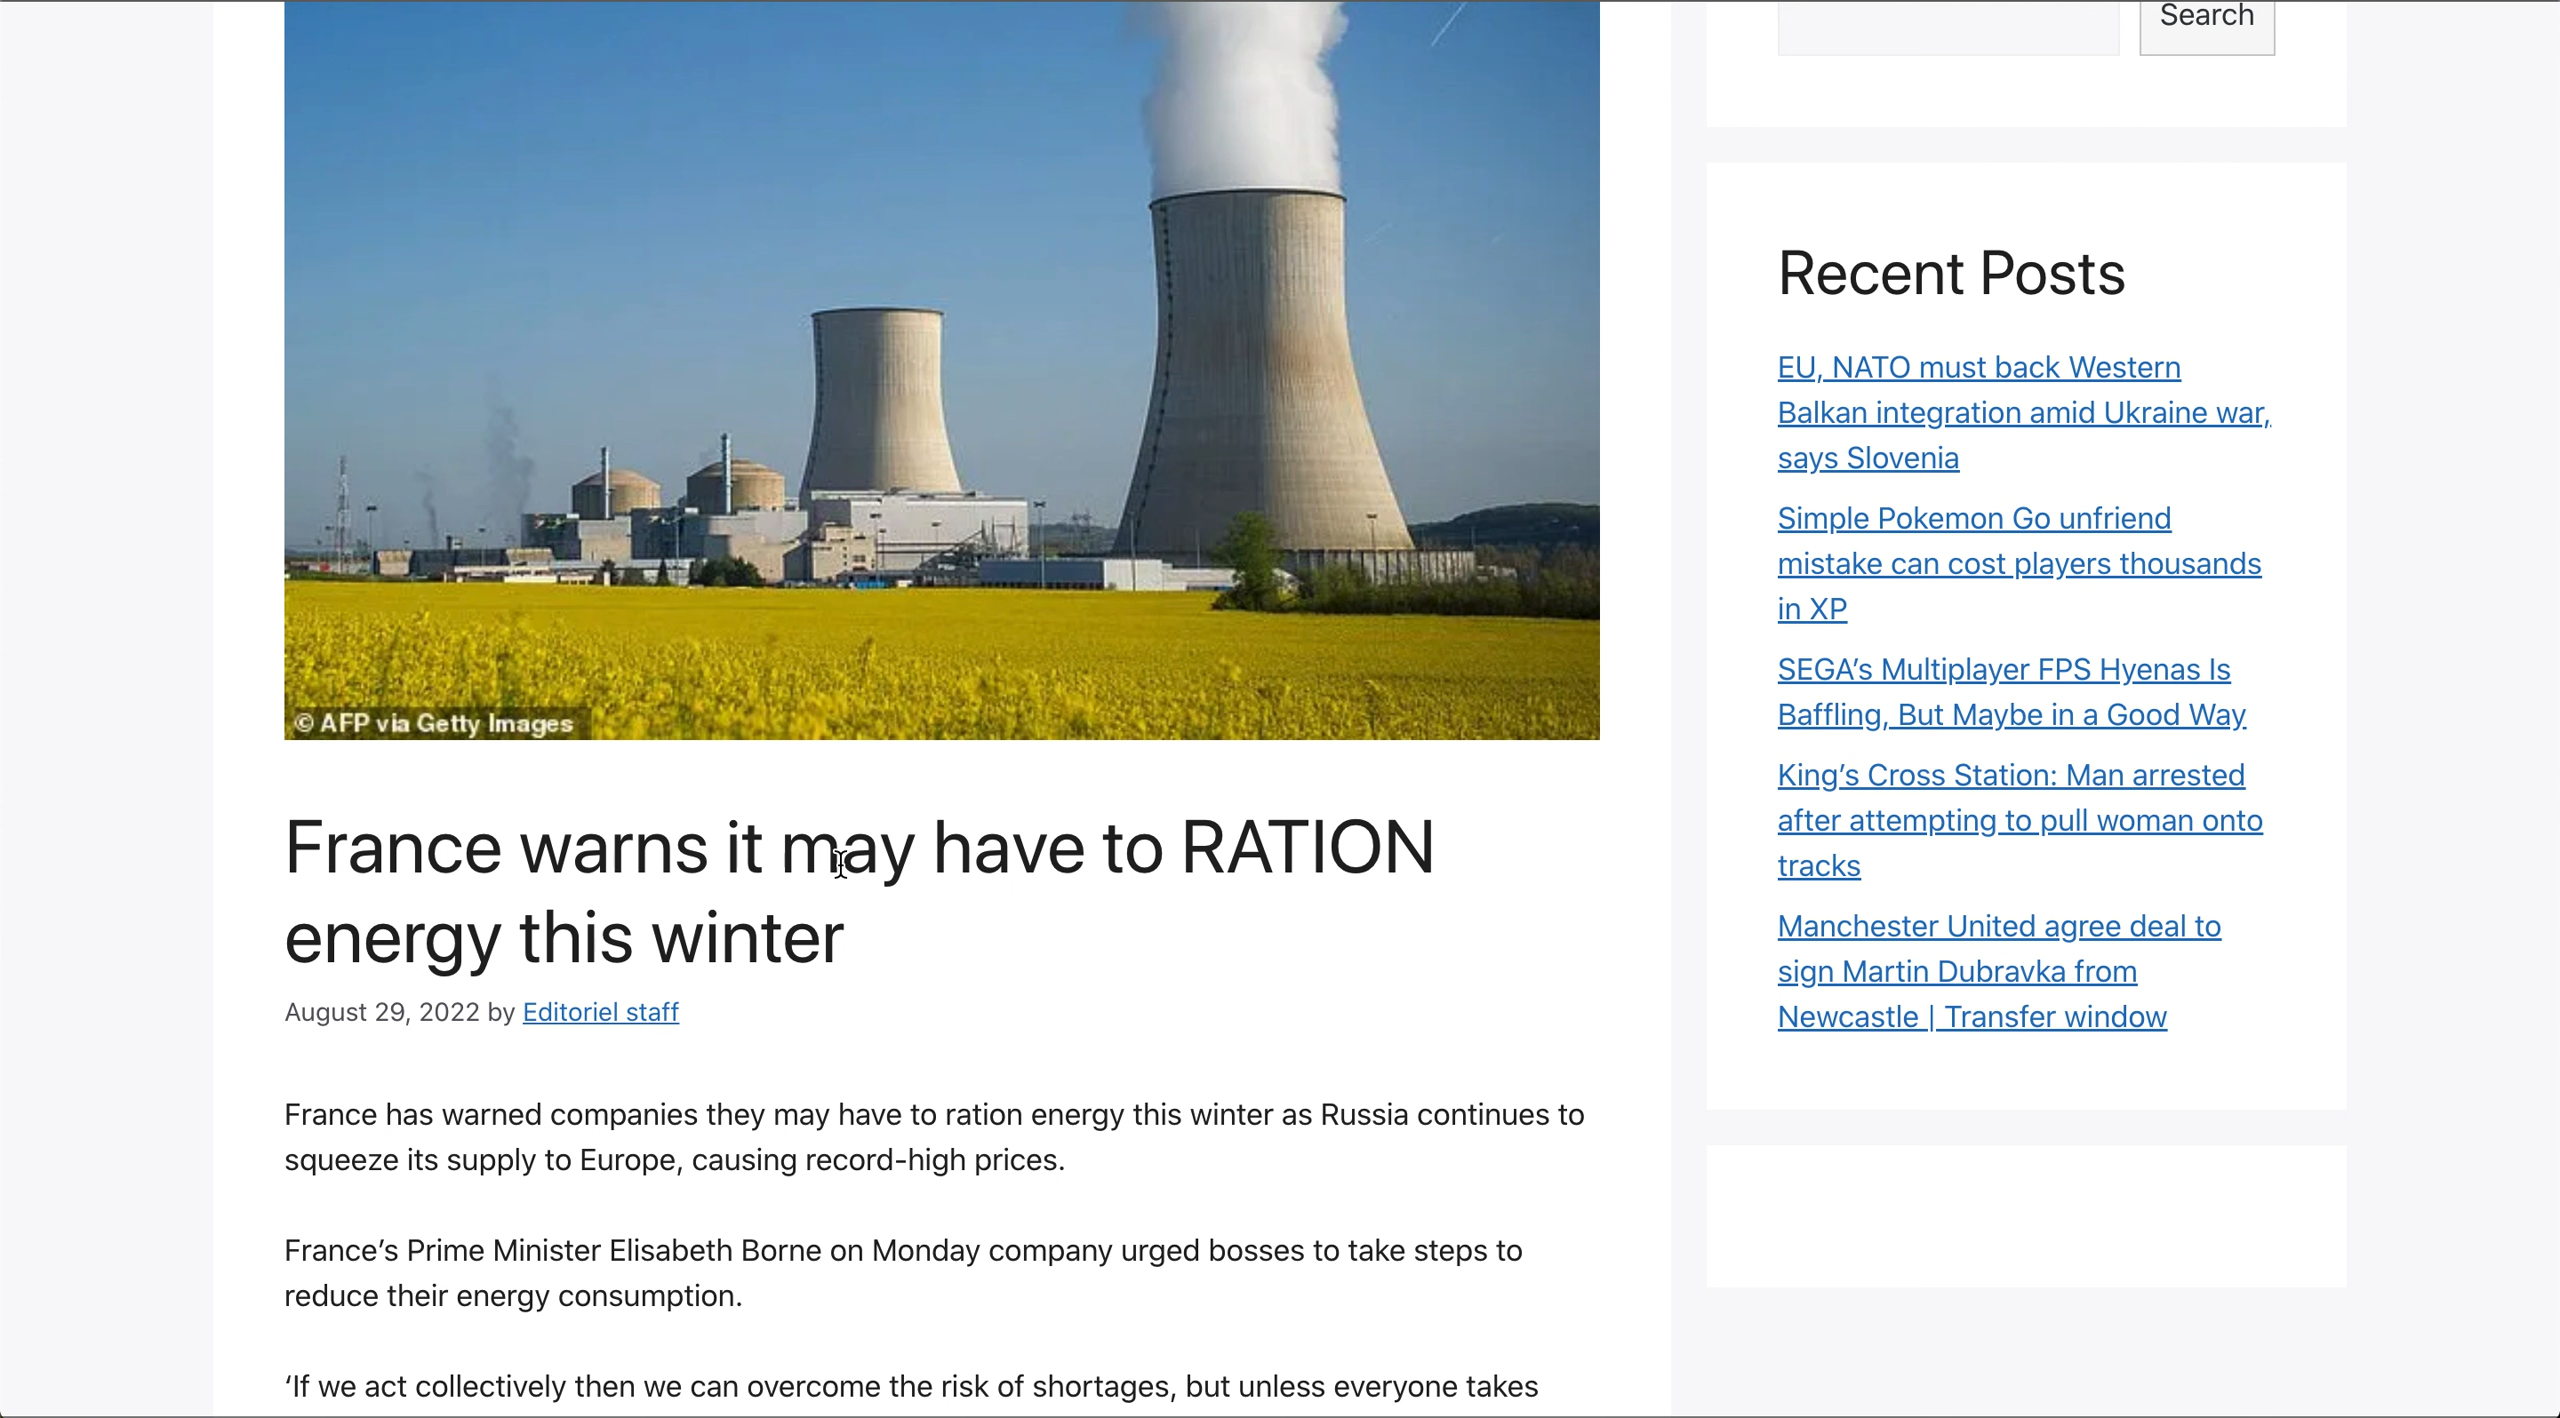 © AFP via Getty Images
France warns it may have to RATION
energy this winter
August 29, 2022 by Editoriel staff
France has warned companies they may have to ration energy this winter as Russia continues to
squeeze its supply to Europe, causing record-high prices.
France’s Prime Minister Elisabeth Borne on Monday company urged bosses to take steps to
reduce their energy consumption.
‘If we act collectively then we can overcome the risk of shortages, but unless everyone takes
Search
Recent Posts
EU, NATO must back Western
Balkan integration amid Ukraine war,
says Slovenia
Simple Pokemon Go unfriend
mistake can cost players thousands
in XP
SEGA’s Multiplayer FPS Hyenas Is
Baffling, But Maybe in a Good Way
King’s Cross Station: Man arrested
after attempting to pull woman onto
tracks
Manchester United agree deal to
sign Martin Dubravka from
Newcastle | Transfer window